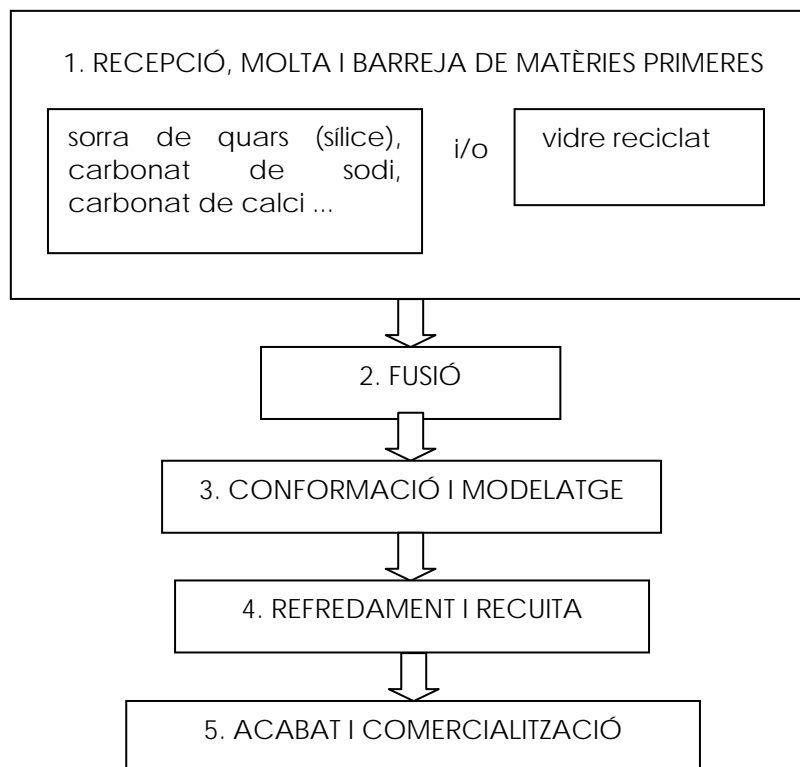 1. RECEPCIÓ, MOLTA I BARREJA DE MATÈRIES PRIMERES
sorra de quars (sílice),
carbonat de sodi,
carbonat de calci ...
i/o
vidre reciclat
2. FUSIÓ
3. CONFORMACIÓ I MODELATGE
4. REFREDAMENT I RECUITA
5. ACABAT I COMERCIALITZACIÓ